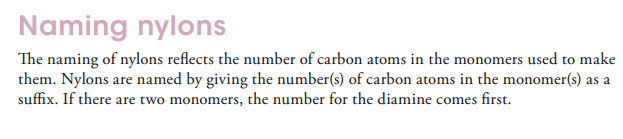 Naming nylons
The naming of nylons reflects the number of carbon atoms in the monomers used to make
them. Nylons are named by giving the number(s) of carbon atoms in the monomer(s) as a
suffix. If there are two monomers, the number for the diamine comes first.